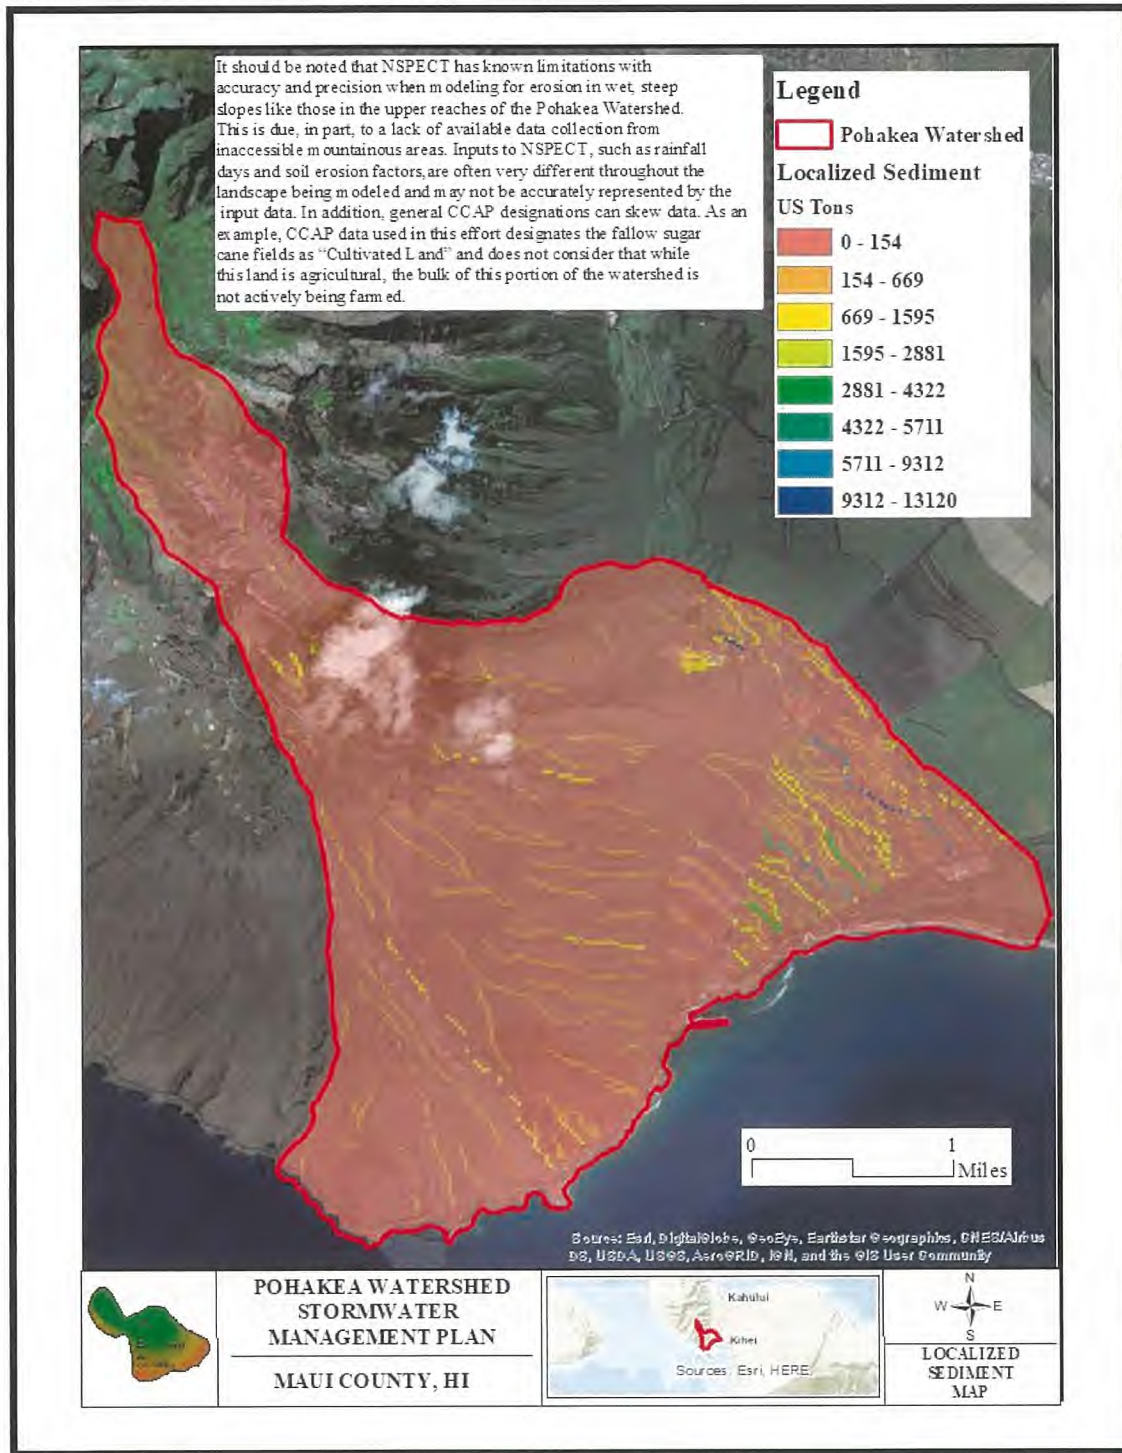 It should be noted that NSPECT has known limitations with
accuracy and precision when modeling for erosion in wet, steep
slopes like those in the upper reaches of the Pohakea Watershed.
This is due, in part, to a lack of available data collection from
inaccessible mountainous areas. Inputs to NSPECT, such as rainfall
days and soil erosion factors, are often very different throughout the
landscape being modeled and may not be accurately represented by the
input data. In addition, general CCAP designations can skew data. As an
example, CCAP data used in this effort designates the fallow sugar
cane fields as “Cultivated Land” and does not consider that while
this land is agricultural, the bulk of this portion of the watershed is
not actively being farmed.
Legend
Pohakea Watershed
Localized Sediment
US Tons
0 - 154
154 - 669
669 - 1595
1595 - 2881
2881 - 4322
4322 - 5711
5711 - 9312
9312 - 13120
0 1
Miles
Source: Esri, DigitalGlobe, GeoEye, Earthstar Geographics, CNES/Airbus
DS, USDA, USGS, AeroGRID, IGN, and the GIS User Community
POHAKEA WATERSHED
STORMWATER
MANAGEMENT PLAN
MAUI COUNTY, HI
Kahului
Kihei
Sources: Esri, HERE
N
W E
S
LOCALIZED
SEDIMENT
MAP